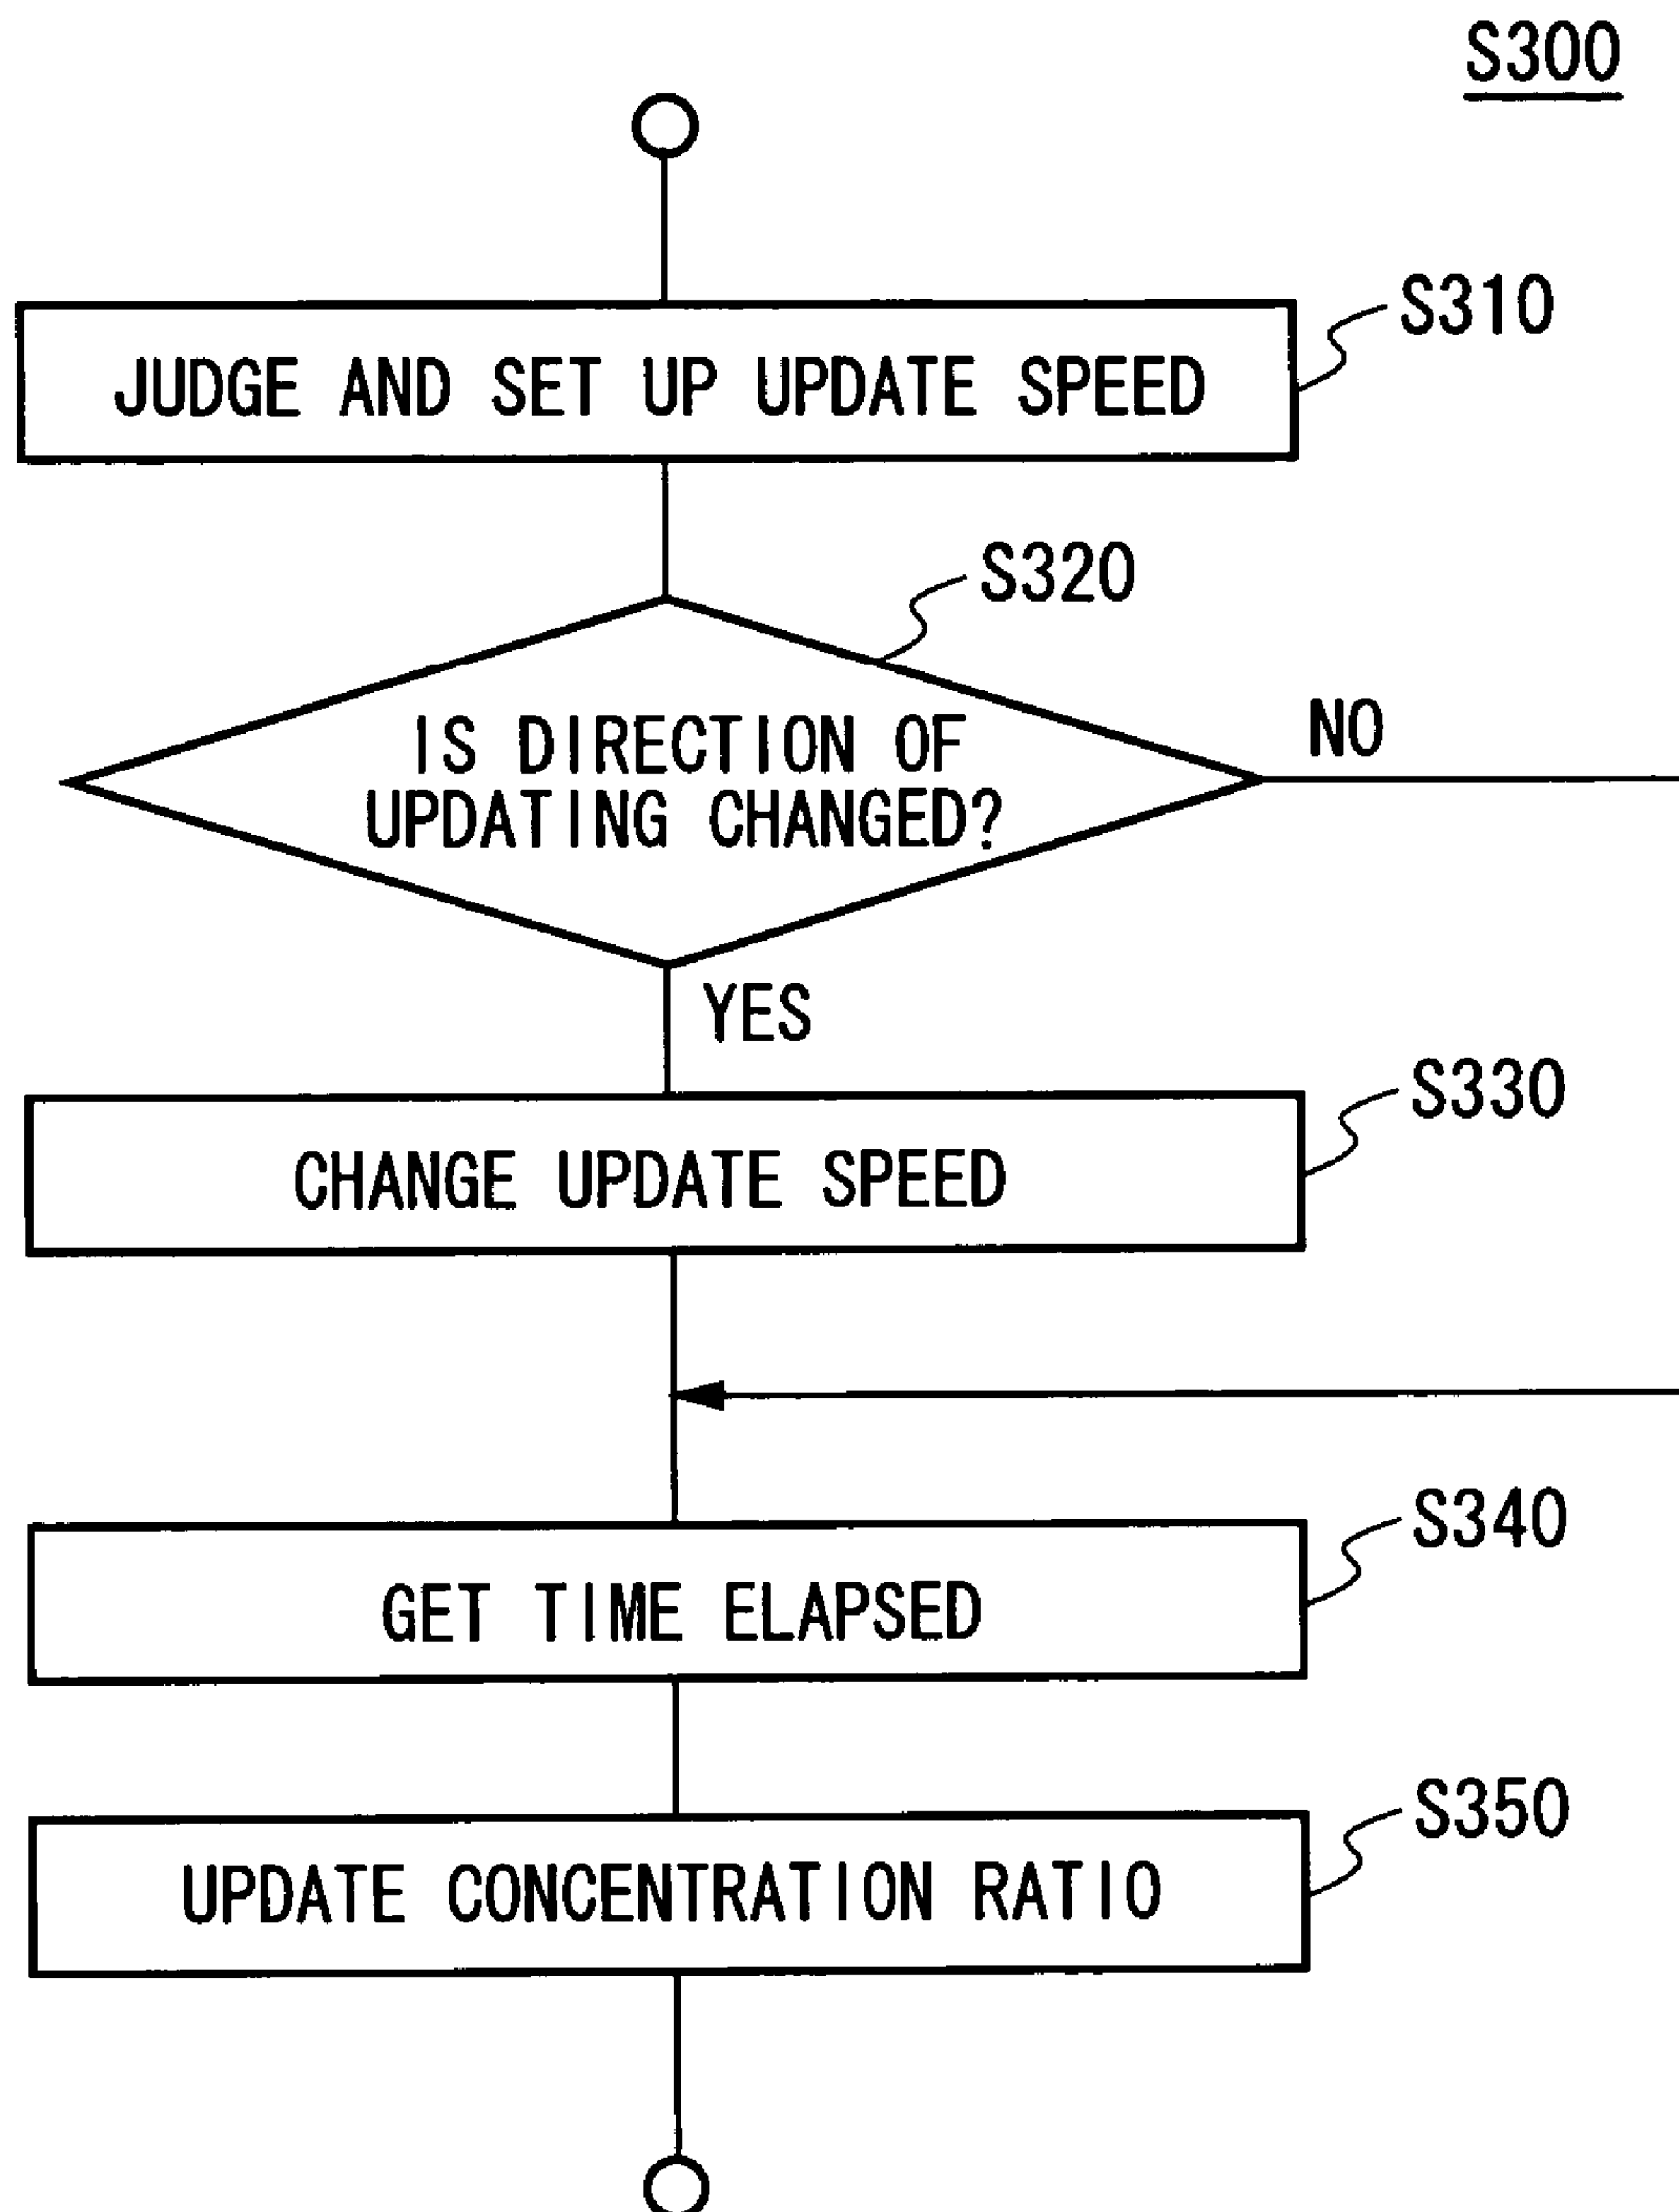 S300
S310
JUDGE AND SET UP UPDATE SPEED
S320
IS DIRECTION OF
UPDATING CHANGED?
NO
YES
S330
CHANGE UPDATE SPEED
S340
GET TIME ELAPSED
S350
UPDATE CONCENTRATION RATIO